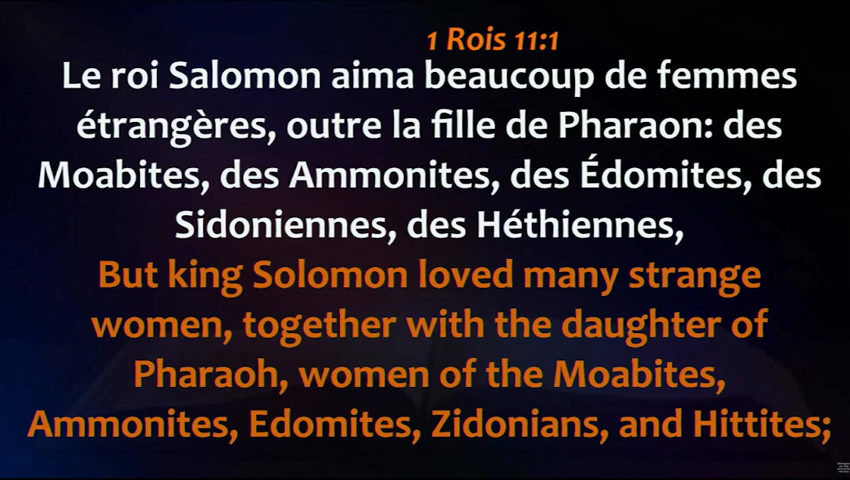 1 Rois 11:1
Le roi Salomon aima beaucoup de femmes
étrangères, outre la fille de Pharaon: des
Moabites, des Ammonites, des Édomites, des
Sidoniennes, des Héthiennes,
But king Solomon loved many strange
women, together with the daughter of
Pharaoh, women of the Moabites,
Ammonites, Edomites, Zidonians, and Hittites;